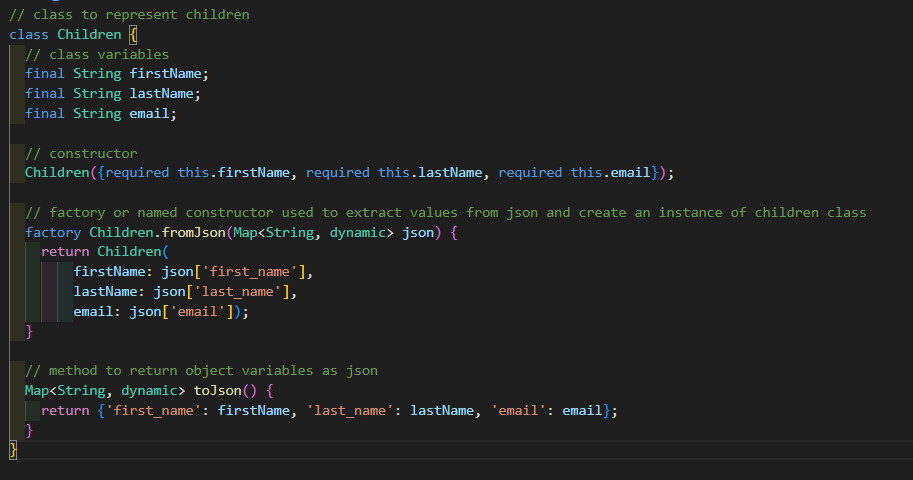 // class to represent children
class Children {
  // class variables
  final String firstName;
  final String lastName;
  final String email;

  // constructor
  Children({required this.firstName, required this.lastName, required this.email});

  // factory or named constructor used to extract values from json and create an instance of children class
  factory Children.fromJson(Map<String, dynamic> json) {
    return Children(
        firstName: json['first_name'],
        lastName: json['last_name'],
        email: json['email']);
  }

  // method to return object variables as json
  Map<String, dynamic> toJson() {
    return {'first_name': firstName, 'last_name': lastName, 'email': email};
  }
}